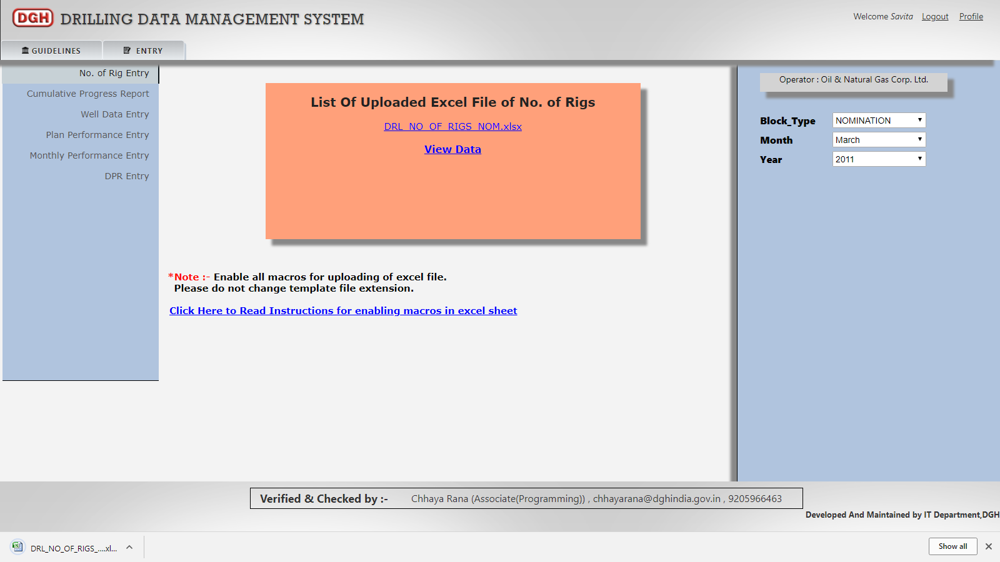 DGH DRILLING DATA MANAGEMENT SYSTEM
Welcome Savita Logout Profile
GUIDELINES ENTRY
No. of Rig Entry
Cumulative Progress Report
Well Data Entry
Plan Performance Entry
Monthly Performance Entry
DPR Entry
List Of Uploaded Excel File of No. of Rigs
DRL_NO_OF_RIGS_NOM.xlsx
View Data
*Note :- Enable all macros for uploading of excel file.
Please do not change template file extension.
Click Here to Read Instructions for enabling macros in excel sheet
Operator : Oil & Natural Gas Corp. Ltd.
Block_Type NOMINATION
Month March
Year 2011
Verified & Checked by :- Chhaya Rana (Associate(Programming)) , chhayarana@dghindia.gov.in , 9205966463
Developed And Maintained by IT Department,DGH
DRL_NO_OF_RIGS_....xl...
Show all